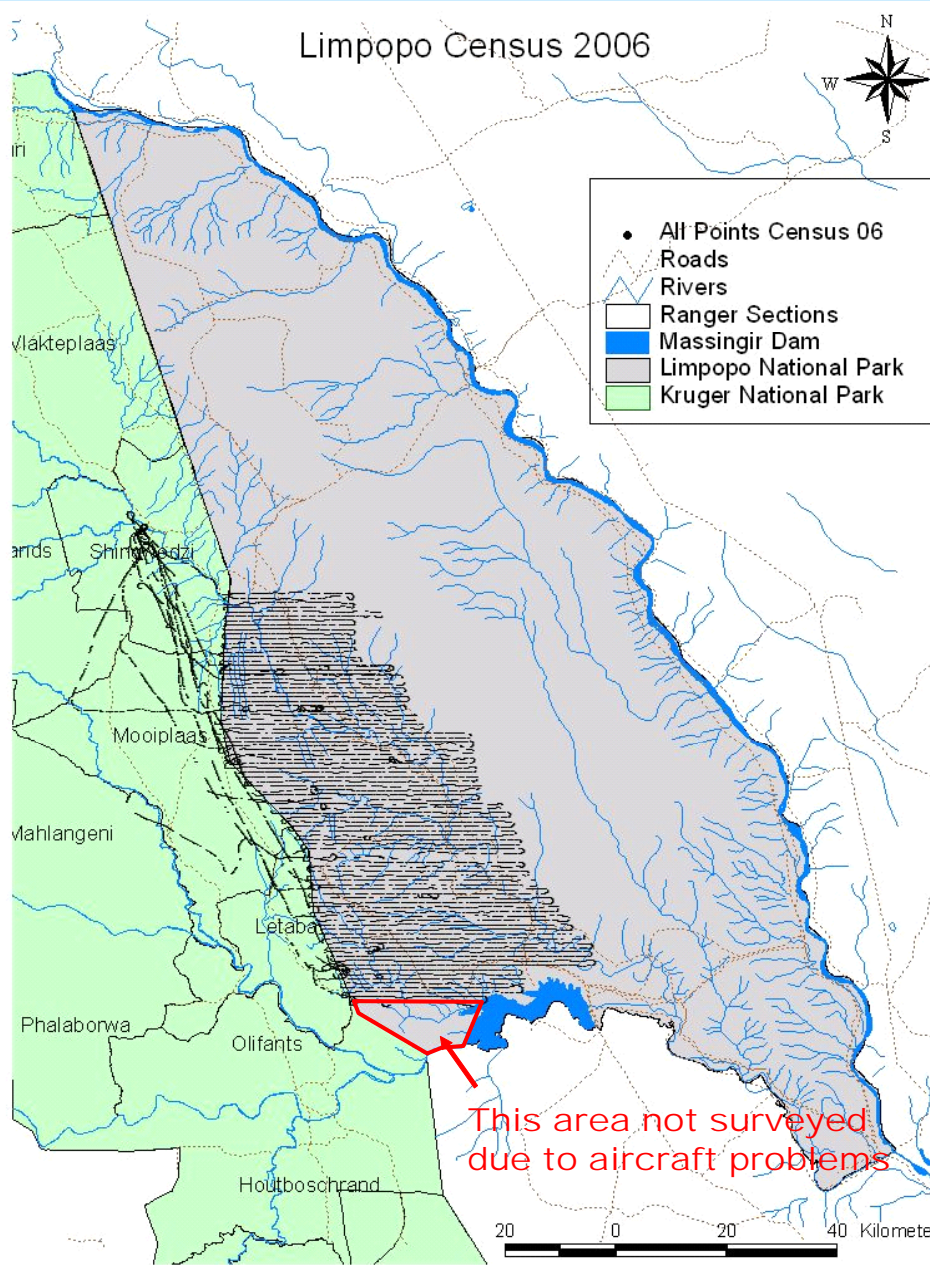 Limpopo Census 2006
N
W
S
All Points Census 06
Roads
Rivers
Ranger Sections
Massingir Dam
Limpopo National Park
Kruger National Park
Vlakteplaas
Mooiplaas
Mahlangeni
Letaba
Phalaborwa
Olifants
This area not surveyed
due to aircraft problems
Houtboschrand
20 0 20 40 Kilomete